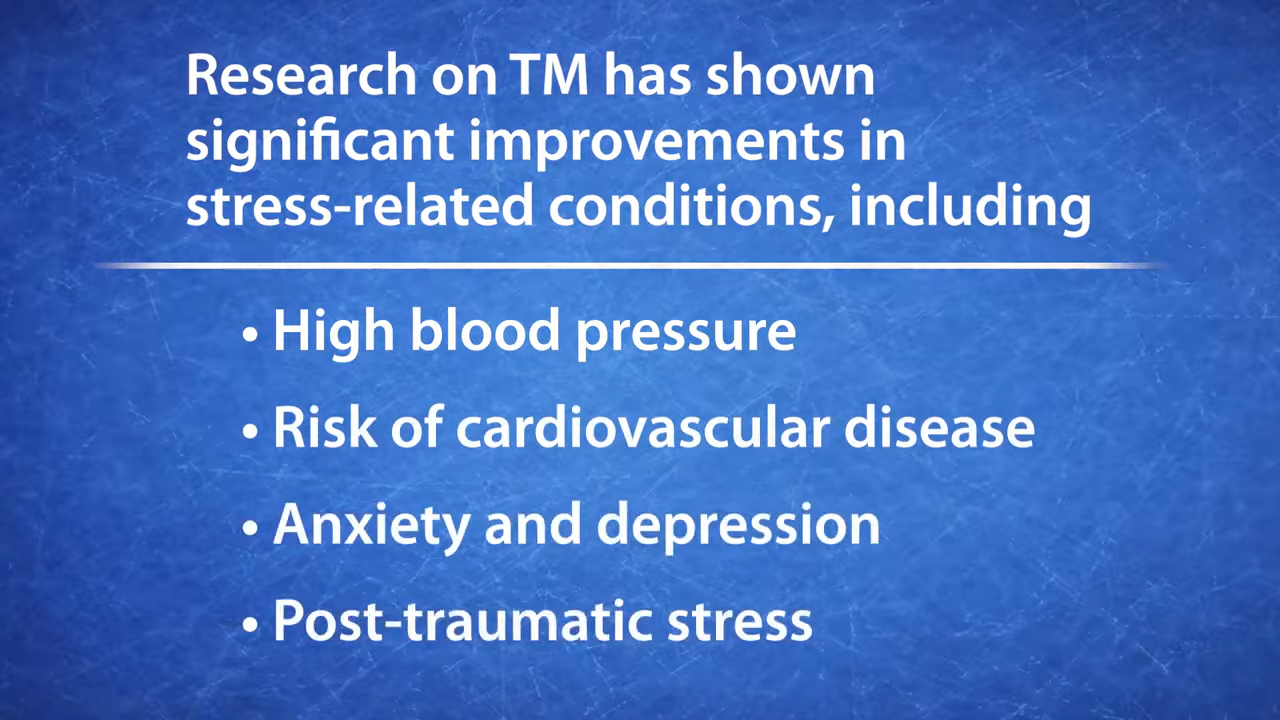 Research on TM has shown
significant improvements in
stress-related conditions, including
• High blood pressure
• Risk of cardiovascular disease
• Anxiety and depression
• Post-traumatic stress